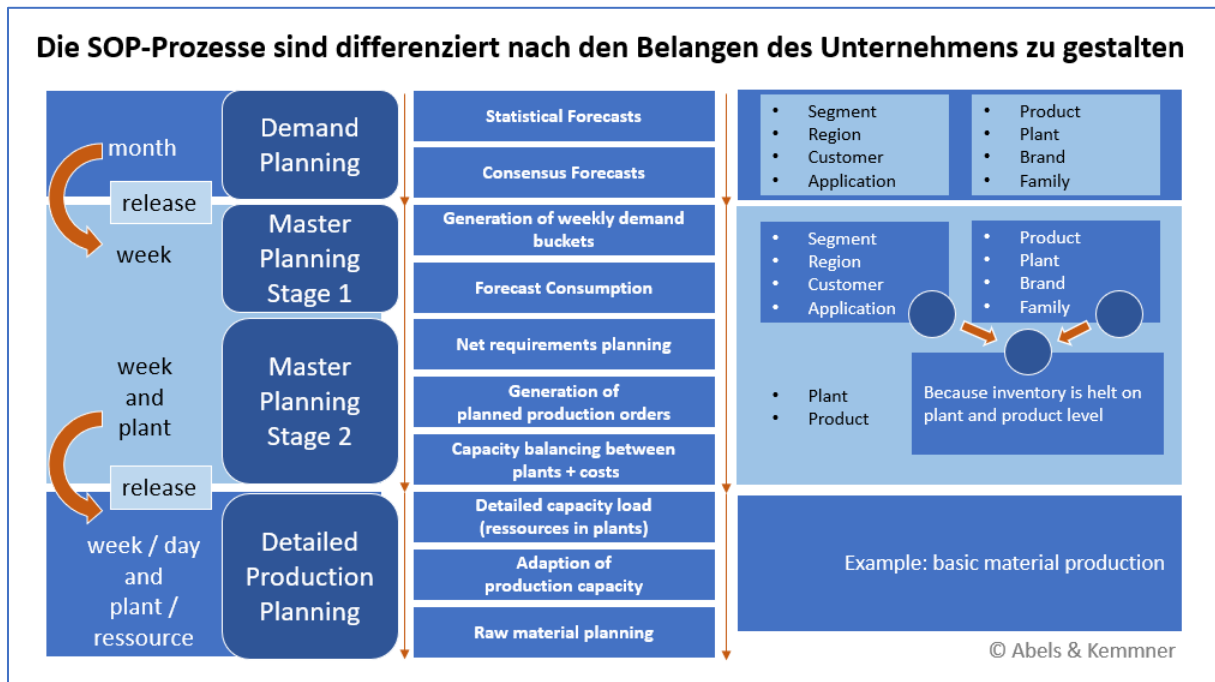 Die SOP-Prozesse sind differenziert nach den Belangen des Unternehmens zu gestalten
month
release
week
week
and
plant
release
week / day
and
plant /
ressource
Demand
Planning
Master
Planning
Stage 1
Master
Planning
Stage 2
Detailed
Production
Planning
Statistical Forecasts
Consensus Forecasts
Generation of weekly demand
buckets
Forecast Consumption
Net requirements planning
Generation of
planned production orders
Capacity balancing between
plants + costs
Detailed capacity load
(ressources in plants)
Adaption of
production capacity
Raw material planning
• Segment
• Region
• Customer
• Application
• Product
• Plant
• Brand
• Family
• Segment
• Region
• Customer
• Application
• Product
• Plant
• Brand
• Family
• Plant
• Product
Because inventory is helt on
plant and product level
Example: basic material production
© Abels & Kemmner